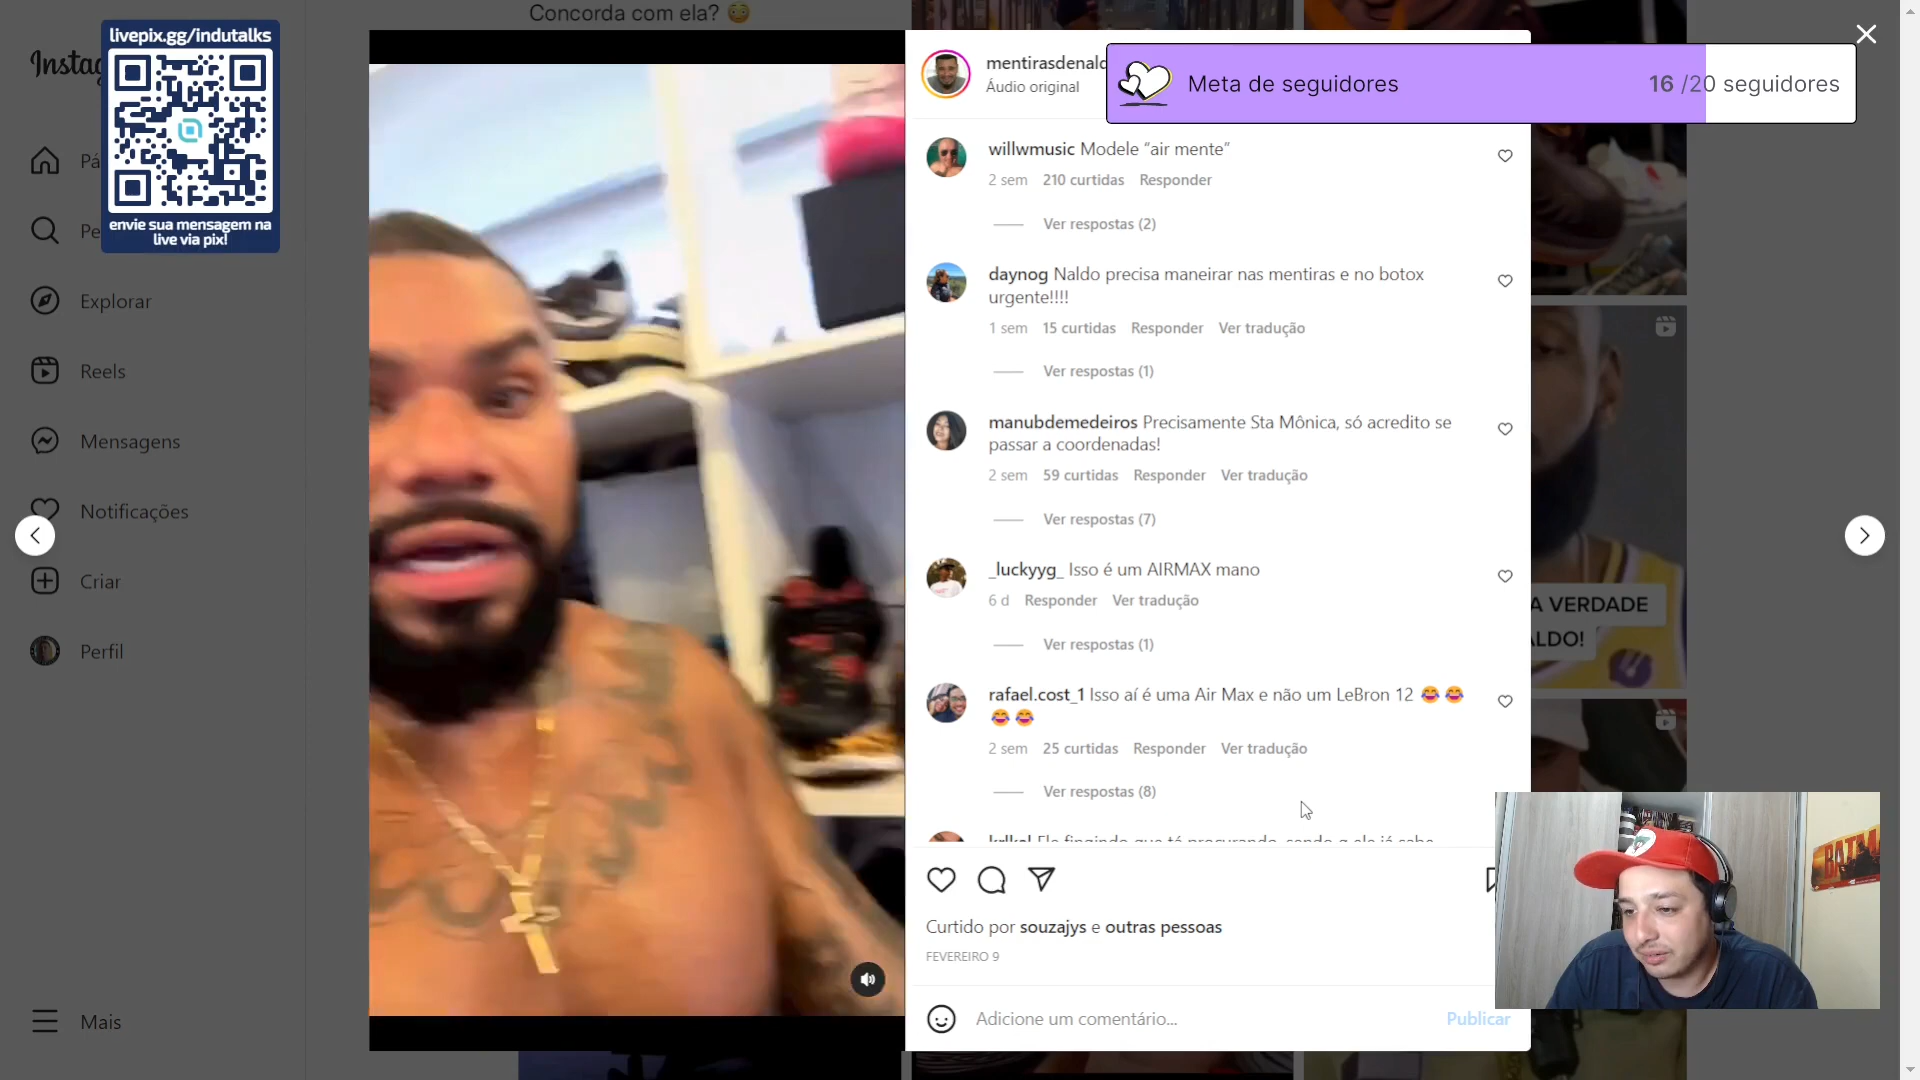 Concorda com ela? 😳
livepix.gg/indutalks
envie sua mensagem na
live via pix!
Explorar
Reels
Mensagens
Notificações
Criar
Perfil
Mais
Áudio original
Meta de seguidores
16 /20 seguidores
willwmusic Modele “air mente”
2 sem 210 curtidas Responder
Ver respostas (2)
daynog Naldo precisa maneirar nas mentiras e no botox
urgente!!!!
1 sem 15 curtidas Responder Ver tradução
Ver respostas (1)
manubdemedeiros Precisamente Sta Mônica, só acredito se
passar a coordenadas!
2 sem 59 curtidas Responder Ver tradução
Ver respostas (7)
_luckyyg_ Isso é um AIRMAX mano
6 d Responder Ver tradução
Ver respostas (1)
rafael.cost_1 Isso aí é uma Air Max e não um LeBron 12 😂😂
😂😂
2 sem 25 curtidas Responder Ver tradução
Ver respostas (8)
Curtido por souzajys e outras pessoas
FEVEREIRO 9
Adicione um comentário...
Publicar
A VERDADE